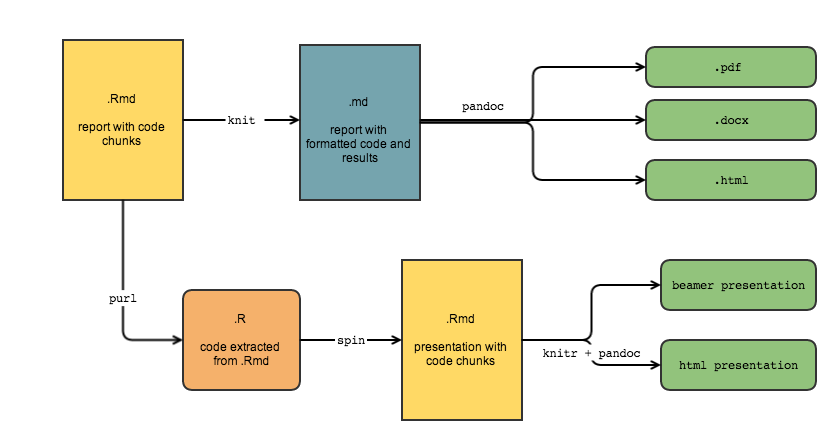 .Rmd
report with code
chunks
knit
.md
report with
formatted code and
results
pandoc
.pdf
.docx
.html
purl
.R
code extracted
from .Rmd
spin
.Rmd
presentation with
code chunks
knitr + pandoc
beamer presentation
html presentation